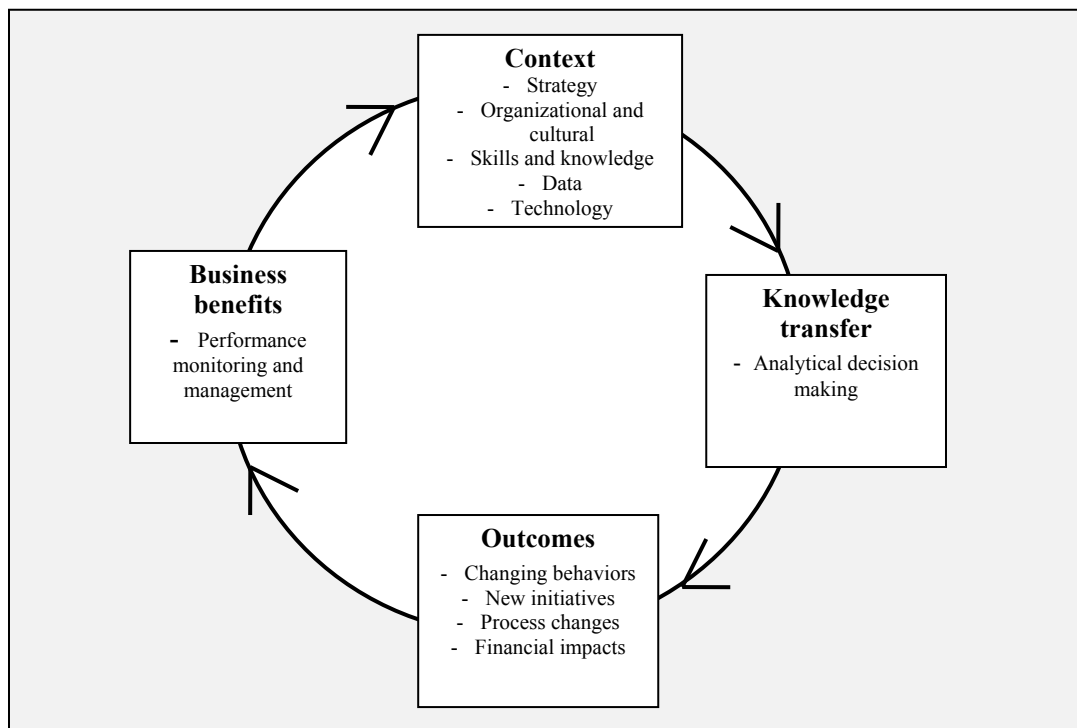 Context
- Strategy
- Organizational and
cultural
- Skills and knowledge
- Data
- Technology
Knowledge
transfer
- Analytical decision
making
Outcomes
- Changing behaviors
- New initiatives
- Process changes
- Financial impacts
Business
benefits
- Performance
monitoring and
management